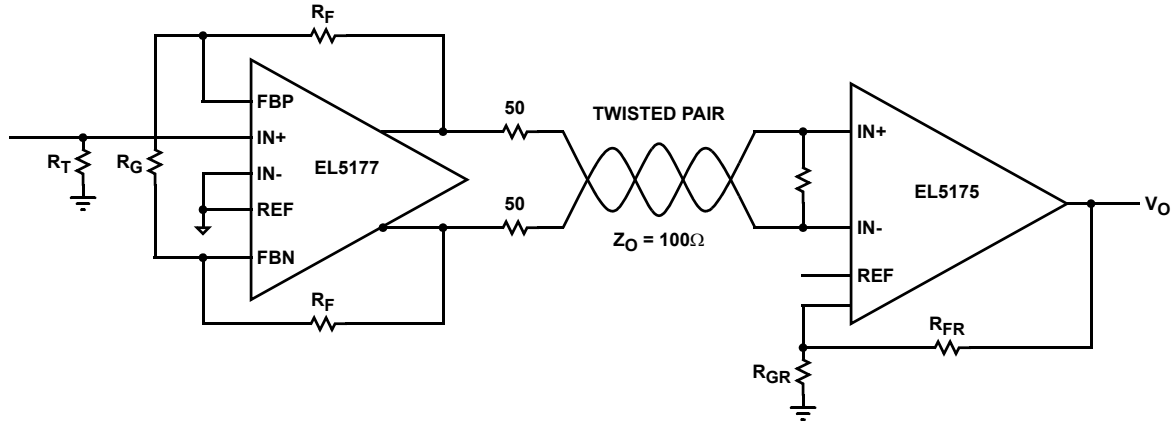 RF
FBP
IN+
RT
RG
IN-
EL5177
REF
FBN
RF
50
50
TWISTED PAIR
ZO = 100Ω
IN+
EL5175
IN-
REF
VO
RFR
RGR